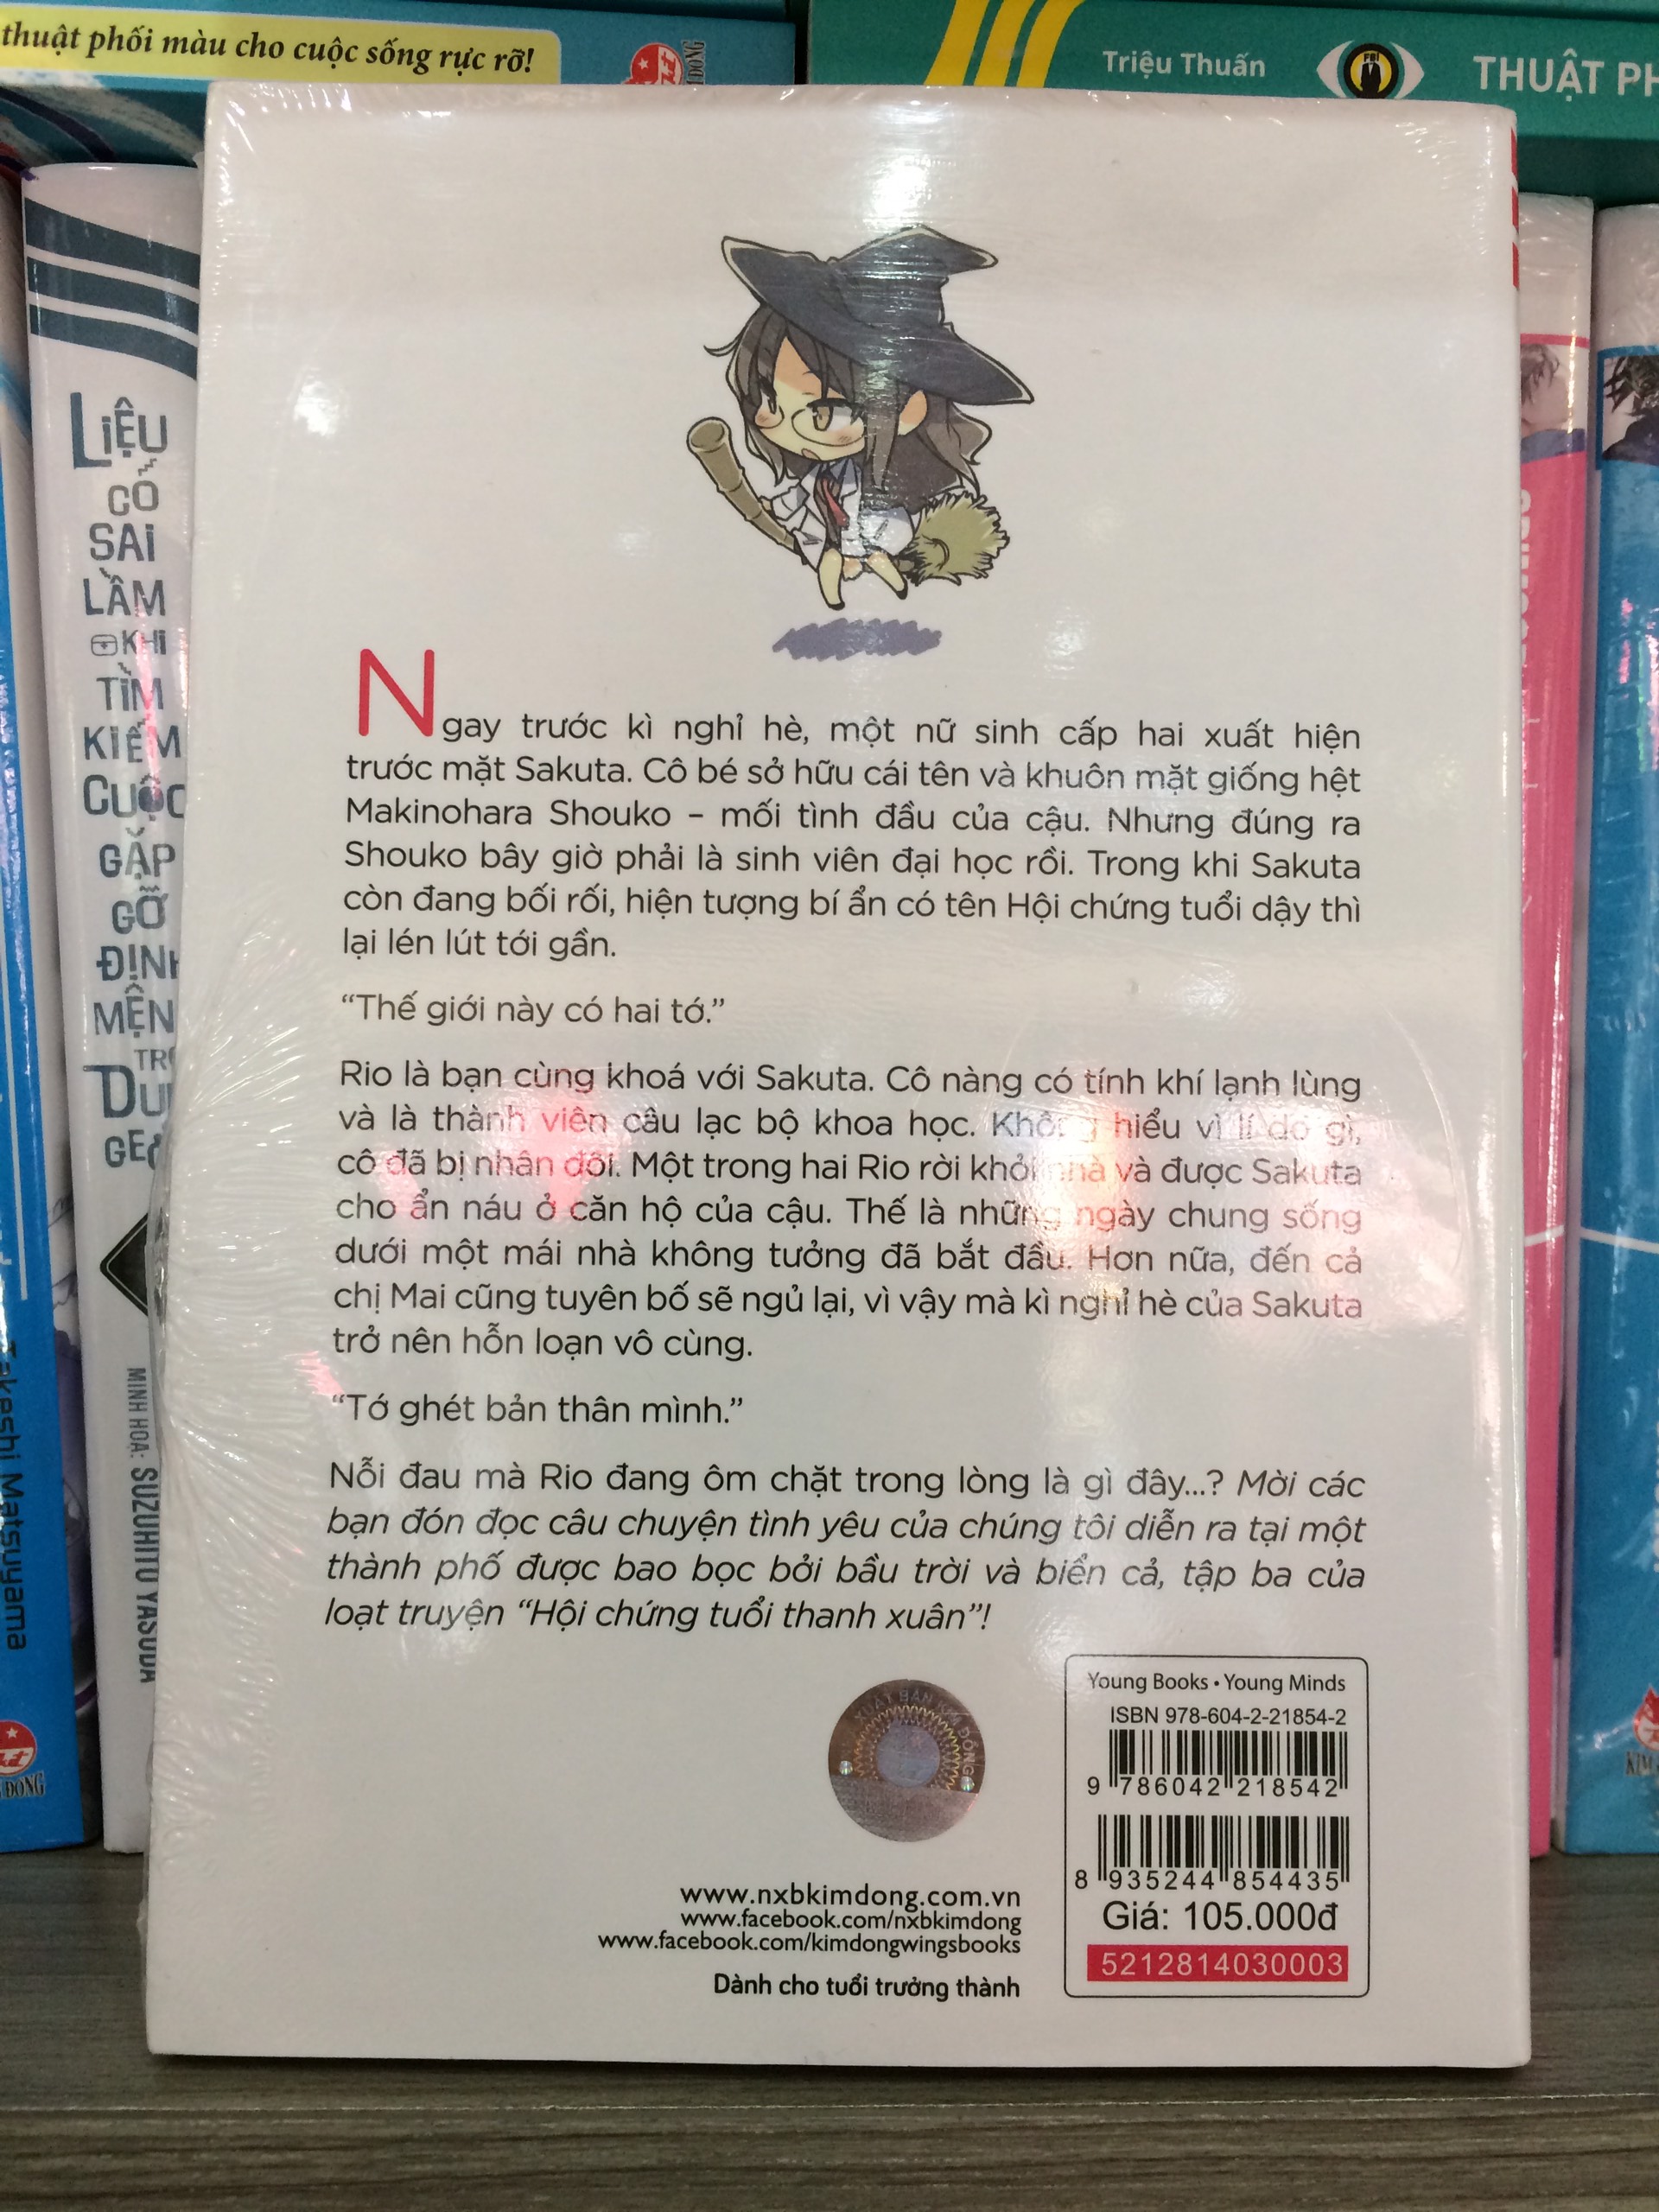 thuật phối màu cho cuộc sống rực rỡ!
Triệu Thuấn
FBI
THUẬT
LIỆU
CÓ
SAI
LẦM
KHI
TÌM
KIẾM
CUỘC
GẶP
GỠ
MINH HOẠ: SUZUHITO YASUDA
Takeshi Matsuyama
Ngay trước kì nghỉ hè, một nữ sinh cấp hai xuất hiện
trước mặt Sakuta. Cô bé sở hữu cái tên và khuôn mặt giống hệt
Makinohara Shouko – mối tình đầu của cậu. Nhưng đúng ra
Shouko bây giờ phải là sinh viên đại học rồi. Trong khi Sakuta
còn đang bối rối, hiện tượng bí ẩn có tên Hội chứng tuổi dậy thì
lại lén lút tới gần.
“Thế giới này có hai tớ.”
Rio là bạn cùng khoá với Sakuta. Cô nàng có tính khí lạnh lùng
và là thành viên câu lạc bộ khoa học. Không hiểu vì lí do gì,
cô đã bị nhân đôi. Một trong hai Rio rời khỏi nhà và được Sakuta
cho ẩn náu ở căn hộ của cậu. Thế là những ngày chung sống
dưới một mái nhà không tưởng đã bắt đầu. Hơn nữa, đến cả
chị Mai cũng tuyên bố sẽ ngủ lại, vì vậy mà kì nghỉ hè của Sakuta
trở nên hỗn loạn vô cùng.
“Tớ ghét bản thân mình.”
Nỗi đau mà Rio đang ôm chặt trong lòng là gì đây...? Mời các
bạn đón đọc câu chuyện tình yêu của chúng tôi diễn ra tại một
thành phố được bao bọc bởi bầu trời và biển cả, tập ba của
loạt truyện “Hội chứng tuổi thanh xuân”!
XUẤT BẢN KIM ĐỒNG
Young Books • Young Minds
ISBN 978-604-2-21854-2
9 786042 218542
8 935244 854435
Giá: 105.000đ
5212814030003
www.nxbkimdong.com.vn
www.facebook.com/nxbkimdong
www.facebook.com/kimdongwingsbooks
Dành cho tuổi trưởng thành